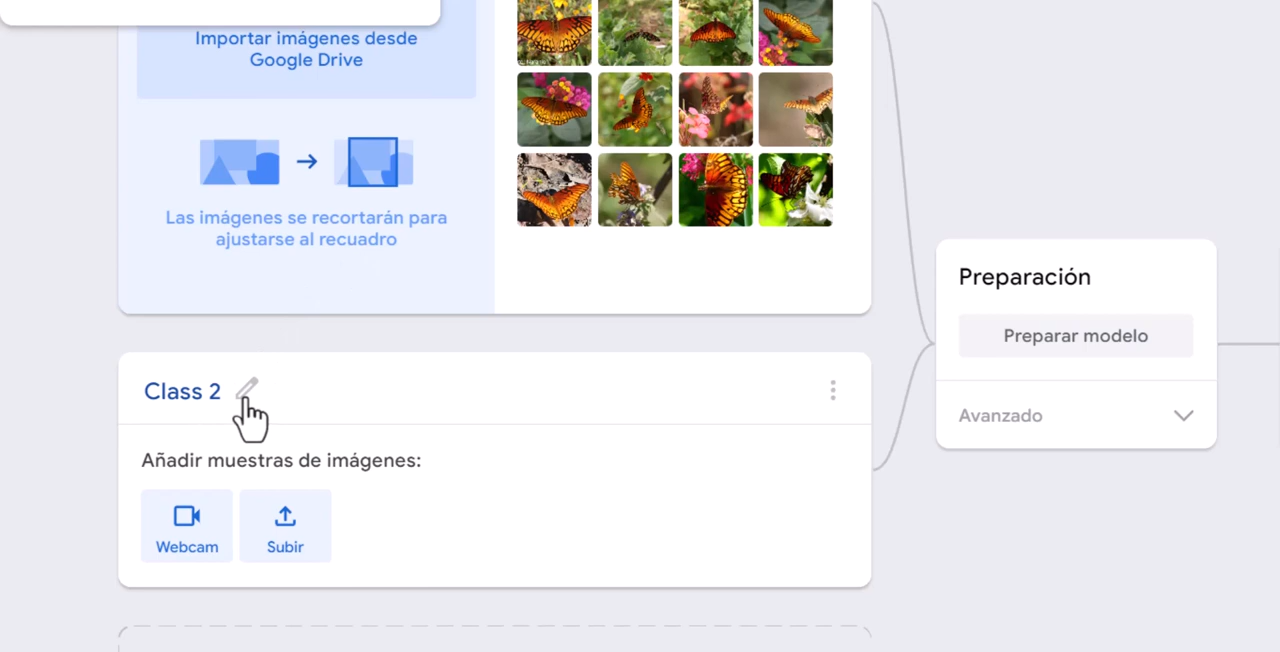 Importar imágenes desde
Google Drive
Las imágenes se recortarán para
ajustarse al recuadro
Preparación
Preparar modelo
Avanzado
Class 2
Añadir muestras de imágenes:
Webcam
Subir